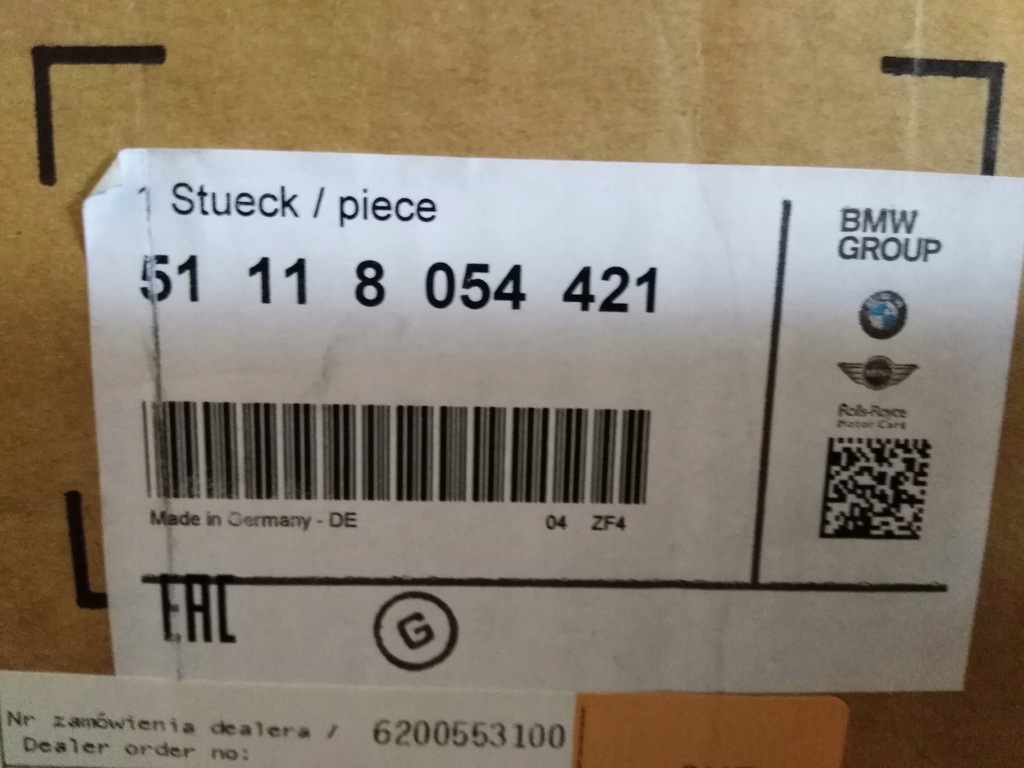 1 Stueck / piece
51 11 8 054 421
BMW
GROUP
Rolls-Royce
Motor Cars
Made in Germany - DE 04 ZF4
EAC
G
Nr zamówienia dealera /
Dealer order no: 6200553100